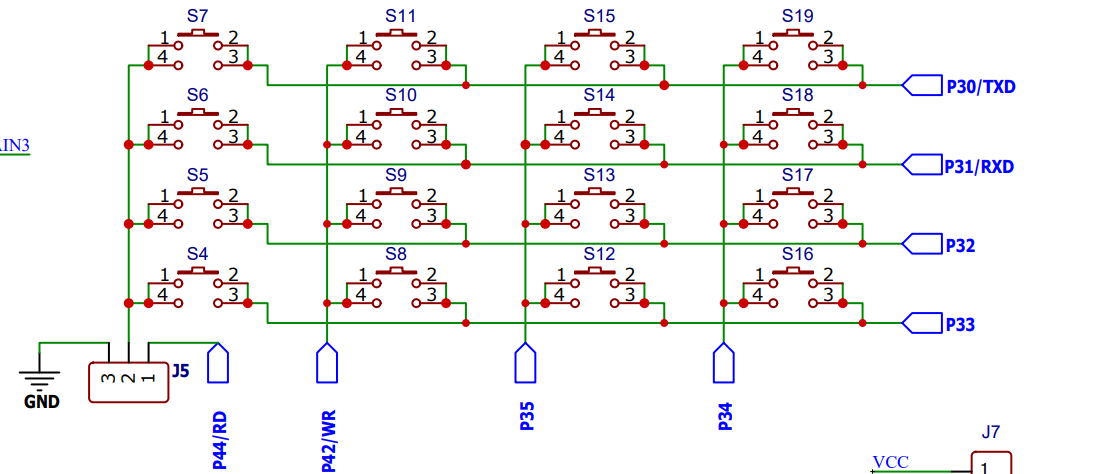 S7 S11 S15 S19
1 2 1 2 1 2 1 2
4 3 4 3 4 3 4 3
P30/TXD
S6 S10 S14 S18
1 2 1 2 1 2 1 2
AIN3
4 3 4 3 4 3 4 3
P31/RXD
S5 S9 S13 S17
1 2 1 2 1 2 1 2
4 3 4 3 4 3 4 3
P32
S4 S8 S12 S16
1 2 1 2 1 2 1 2
4 3 4 3 4 3 4 3
P33
3 2 1 J5
GND
P44/RD
P42/WR
P35
P34
J7
VCC
1